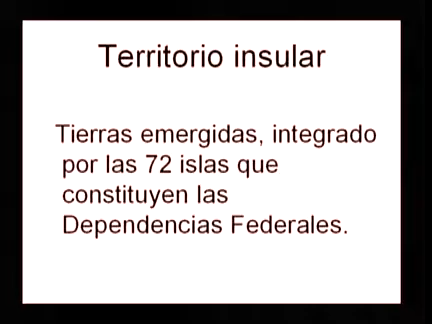 Territorio insular
Tierras emergidas, integrado
por las 72 islas que
constituyen las
Dependencias Federales.